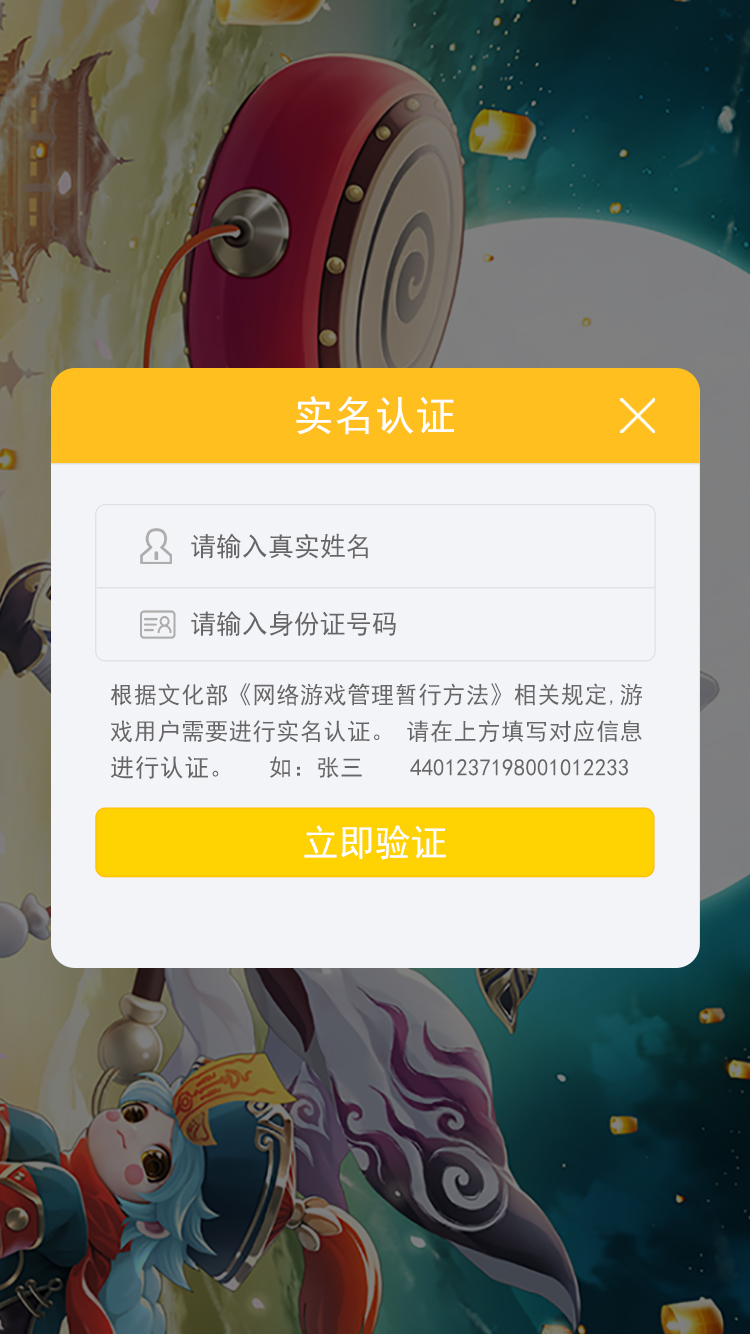 实名认证
请输入真实姓名
请输入身份证号码
根据文化部《网络游戏管理暂行方法》相关规定,游
戏用户需要进行实名认证。 请在上方填写对应信息
进行认证。 如：张三 4401237198001012233
立即验证